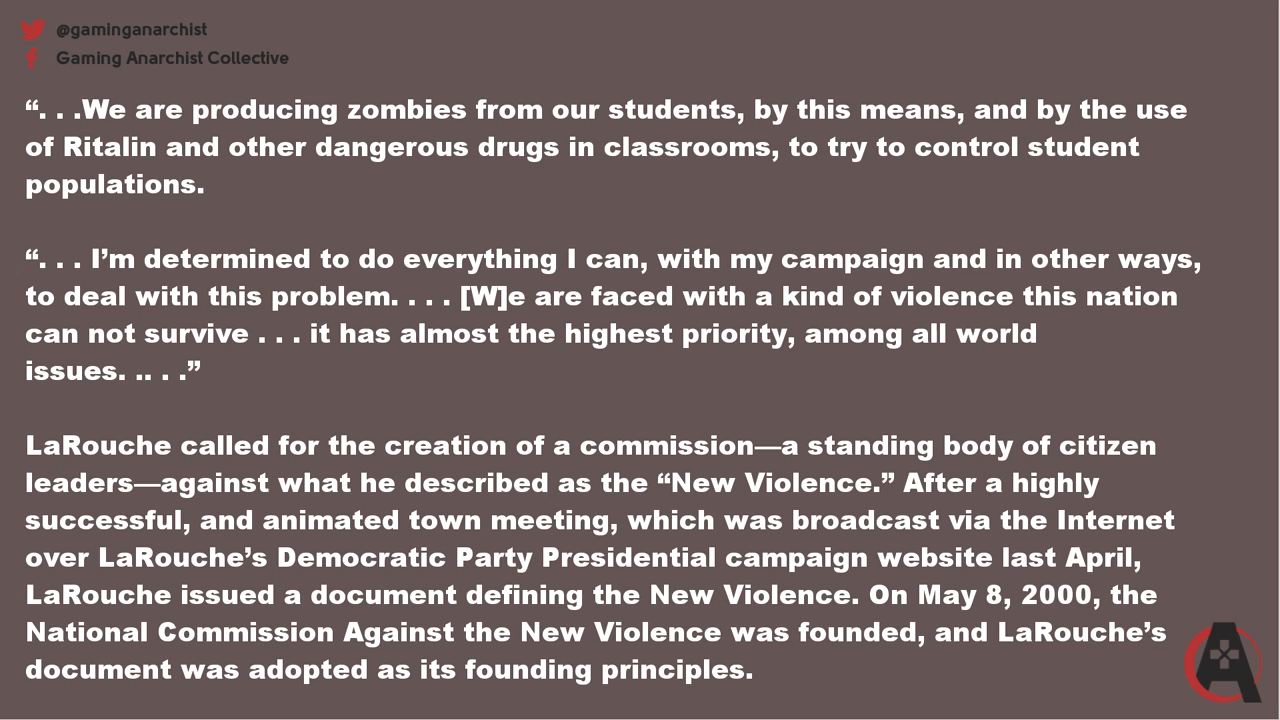 @gaminganarchist
Gaming Anarchist Collective
“. . .We are producing zombies from our students, by this means, and by the use
of Ritalin and other dangerous drugs in classrooms, to try to control student
populations.
“. . . I’m determined to do everything I can, with my campaign and in other ways,
to deal with this problem. . . . [W]e are faced with a kind of violence this nation
can not survive . . . it has almost the highest priority, among all world
issues. .. . .”
LaRouche called for the creation of a commission—a standing body of citizen
leaders—against what he described as the “New Violence.” After a highly
successful, and animated town meeting, which was broadcast via the Internet
over LaRouche’s Democratic Party Presidential campaign website last April,
LaRouche issued a document defining the New Violence. On May 8, 2000, the
National Commission Against the New Violence was founded, and LaRouche’s
document was adopted as its founding principles.